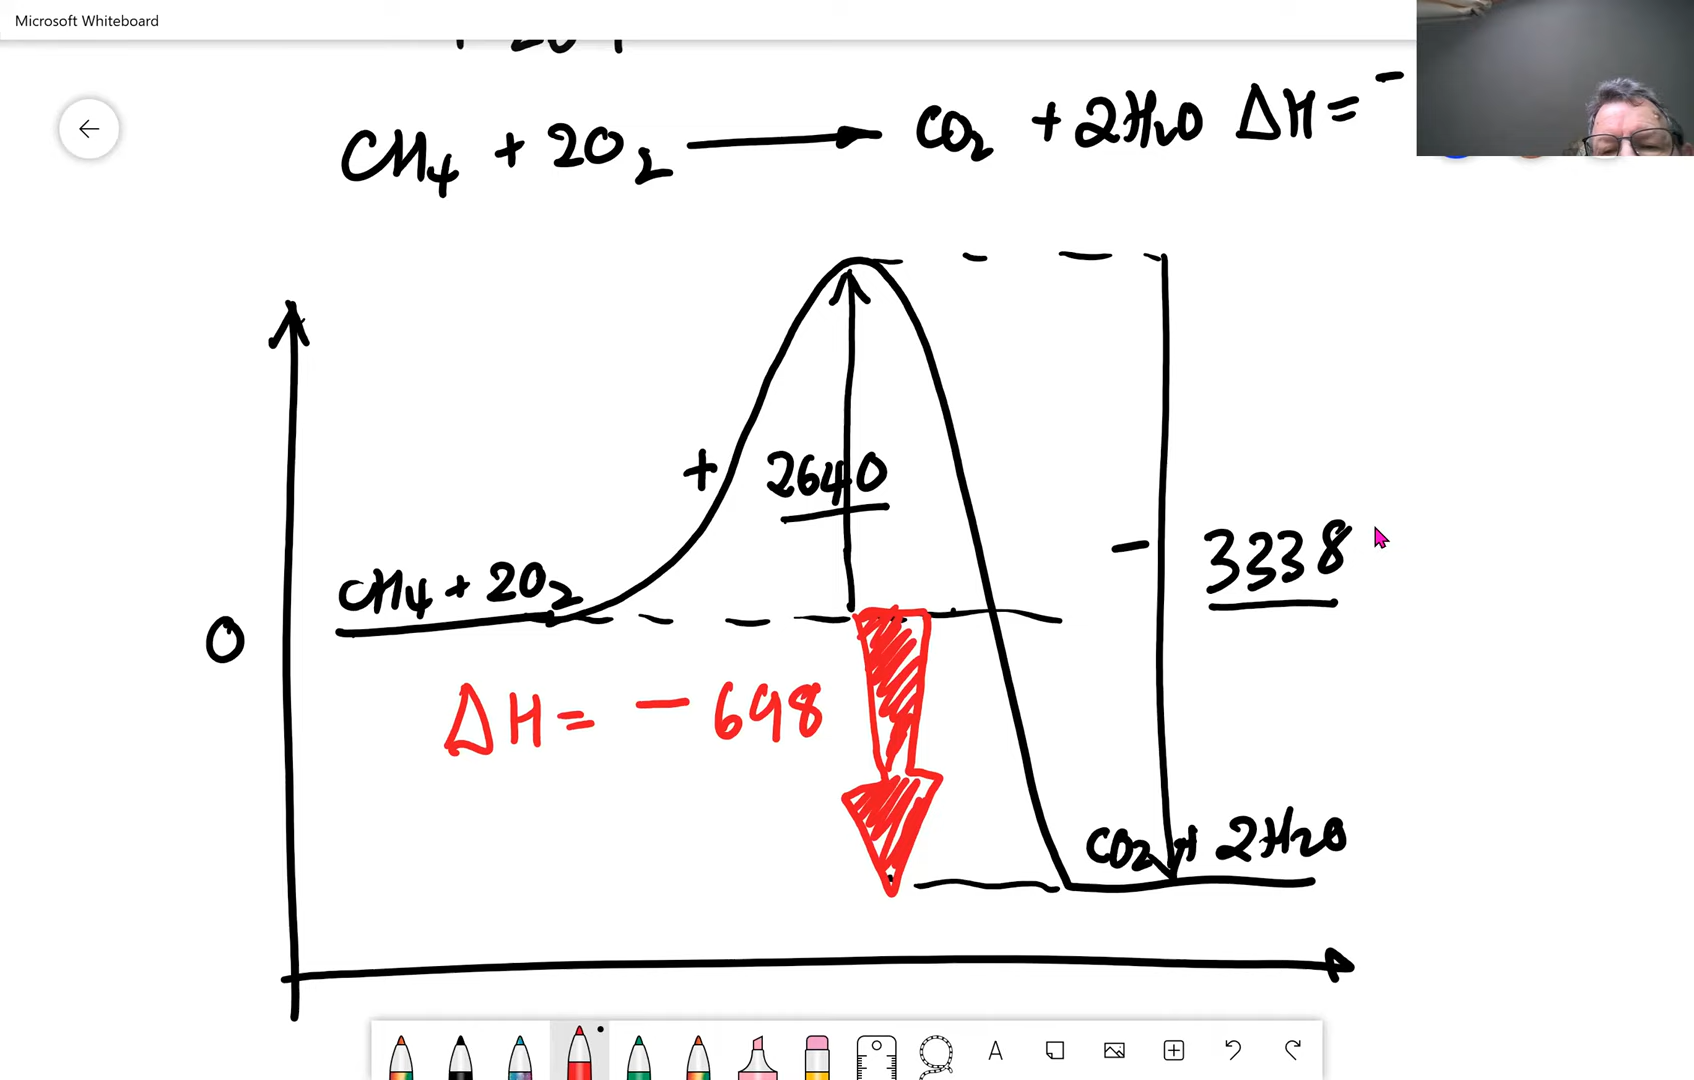 Microsoft Whiteboard
CH4 + 2O2 → CO2 + 2H2O ΔH = -
+ 2640
- 3338
CH4 + 2O2
0
ΔH = - 698
CO2 + 2H2O
A